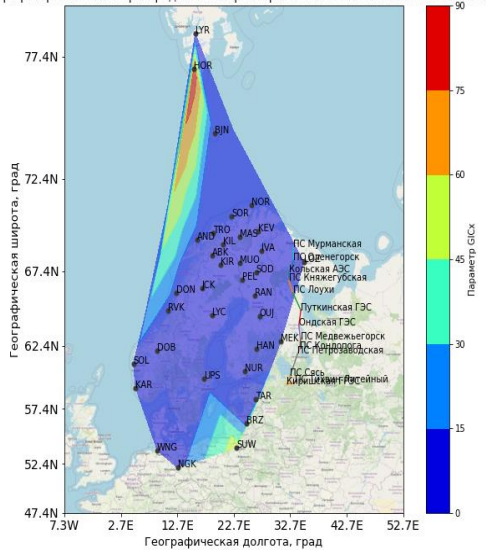 77.4N
72.4N
67.4N
62.4N
57.4N
52.4N
47.4N
7.3W
2.7E
12.7E
22.7E
32.7E
42.7E
52.7E
Географическая широта, град
Географическая долгота, град
LYR
HOR
BJN
NOR
SOR
TRO
MAS
KEV
AND
KIL
IVA
ABK
KIR
MUO
SOD
PEL
JCK
DON
RAN
RVK
LYC
OUJ
MEK
DOB
HAN
SOL
NUR
UPS
KAR
TAR
BRZ
WNG
SUW
NGK
ПС Мурманская
ПС Оленегорск
Кольская АЭС
ПС Княжегубская
ПС Лоухи
Путкинская ГЭС
Ондская ГЭС
ПС Медвежьегорск
ПС Кондопога
ПС Петрозаводская
ПС Сясь
Киришская ГРЭС
90
75
60
45
30
15
0
Параметр GICx